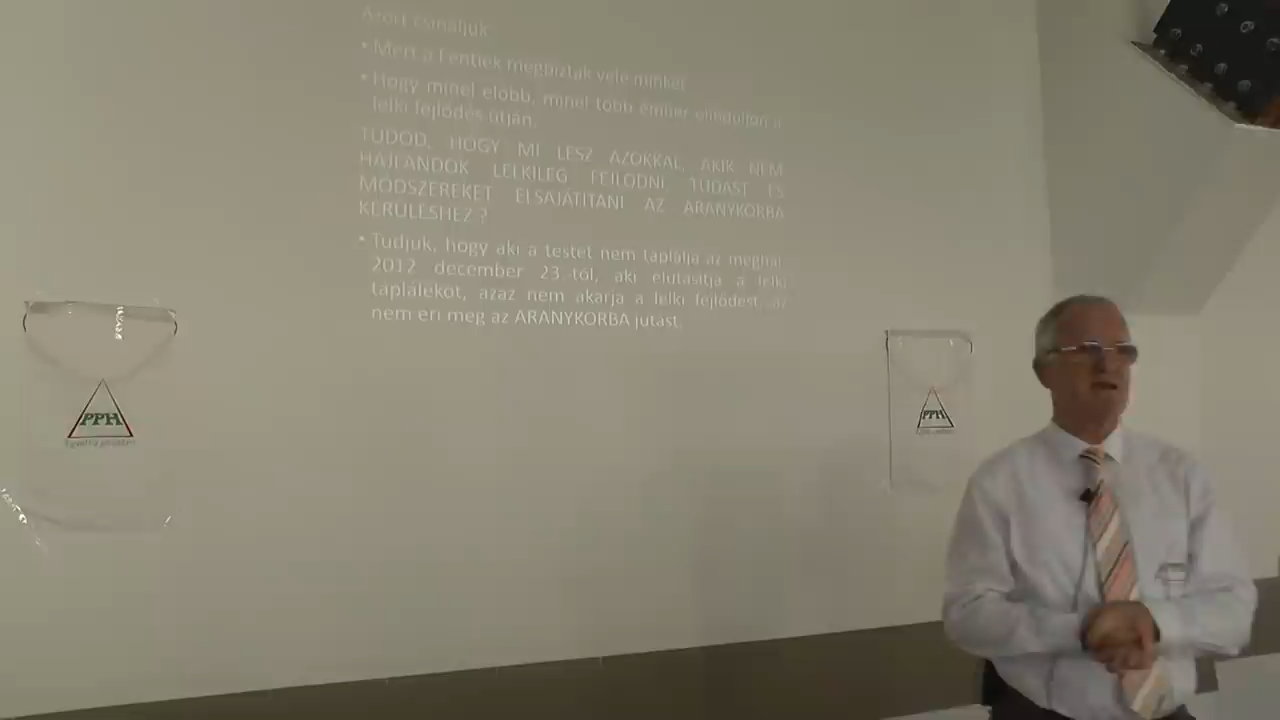 Azért csináljuk
• Mert a Fentiek megbíztak vele minket
• Hogy minél előbb, minél több ember elinduljon a
lelki fejlődés útján.
TUDOD, HOGY MI LESZ AZOKKAL, AKIK NEM
HAJLANDÓK LELKILEG FEJLŐDNI, TUDÁST ÉS
MÓDSZEREKET ELSAJÁTÍTANI AZ ARANYKORBA
KERÜLÉSHEZ ?
• Tudjuk, hogy aki a testet nem táplálja az meghal.
2012 december 23-tól, aki elutasítja a lelki
táplálékot, azaz nem akarja a lelki fejlődést, az
nem éri meg az ARANYKORBA jutást.
PPH
PPH